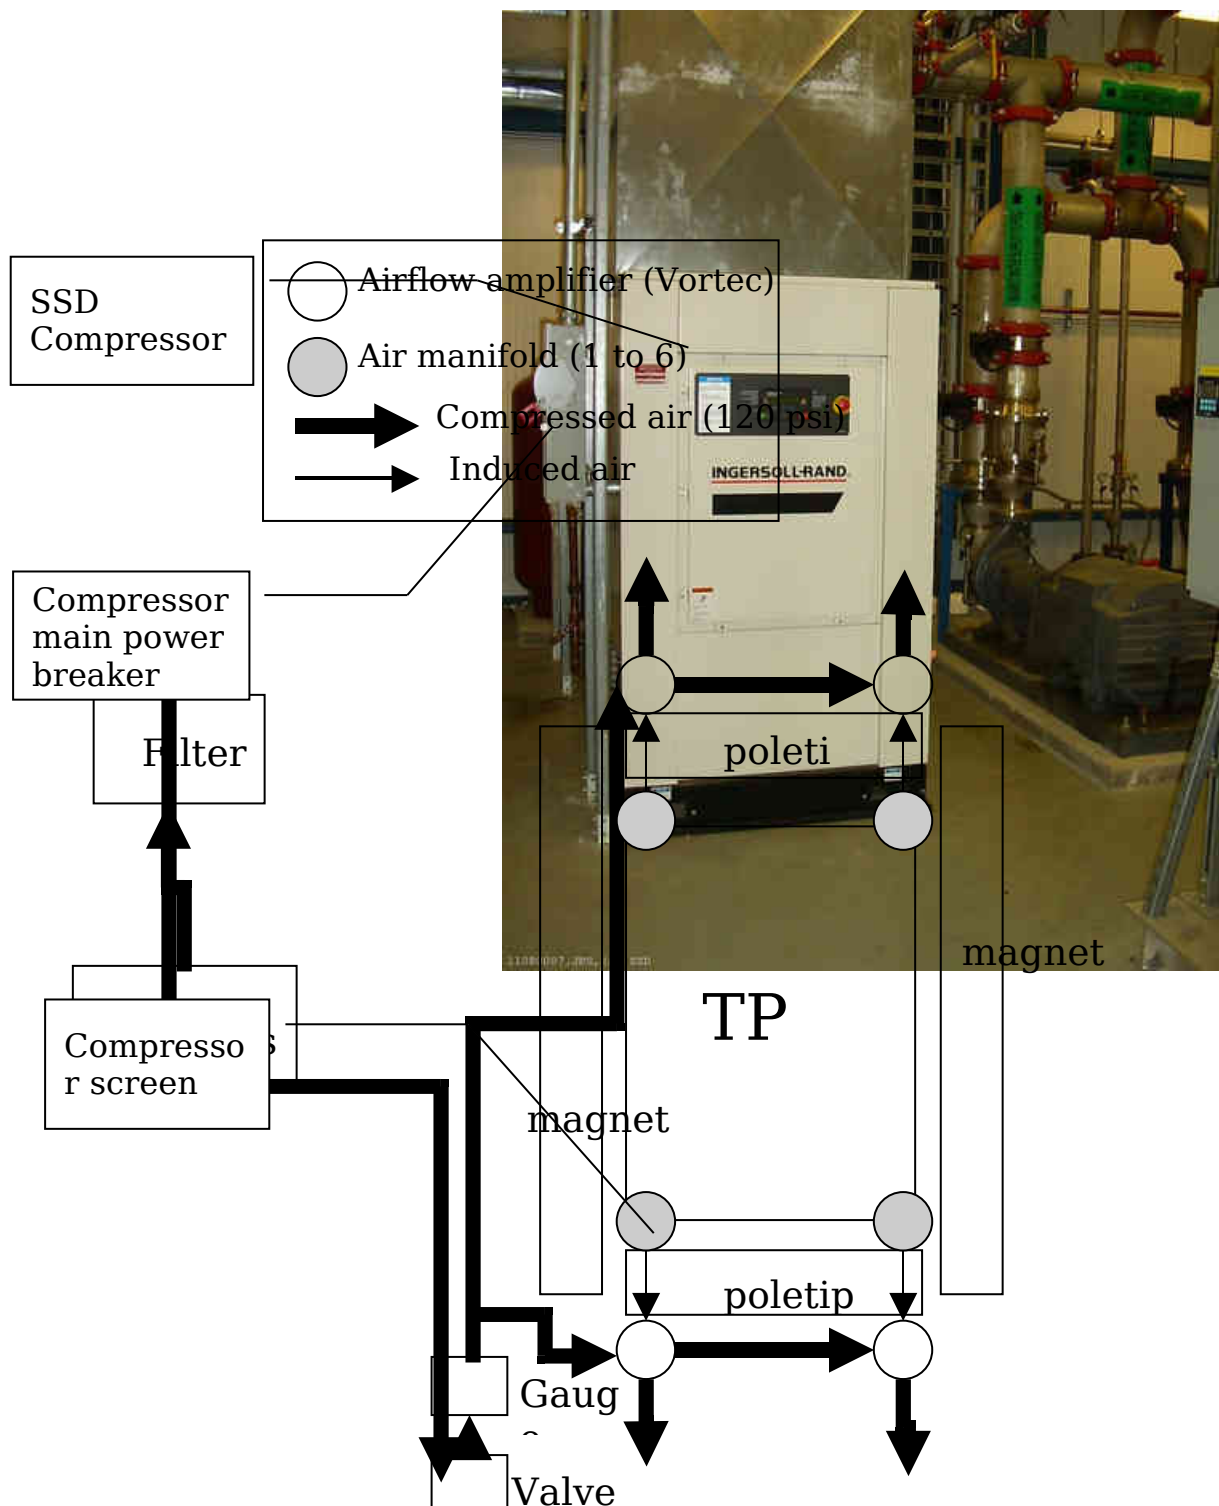 SSD
Compressor
Airflow amplifier (Vortec)
Air manifold (1 to 6)
Compressed air (120 psi)
Induced air
INGERSOLL-RAND
Compressor
main power
breaker
Filter
poleti
magnet
TP
Compresso
r screen
s
magnet
poletip
Gaug
Valve